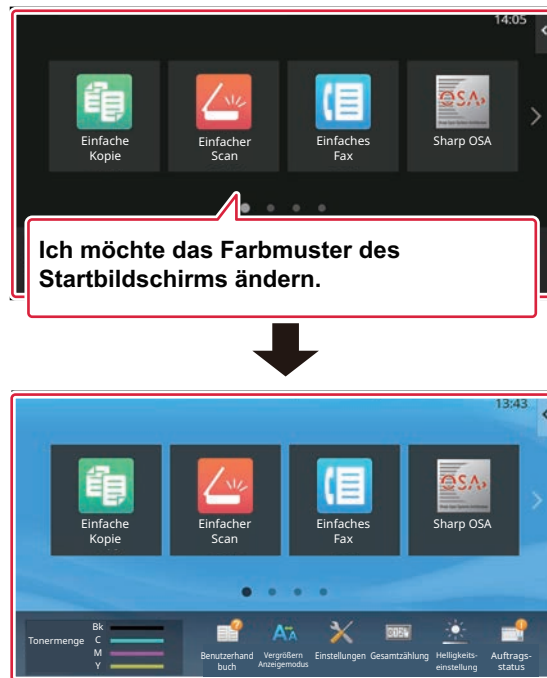 14:05
Einfache
Kopie
Einfacher
Scan
Einfaches
Fax
OSA
Sharp OSA
Ich möchte das Farbmuster des
Startbildschirms ändern.
13:43
Einfache
Kopie
Einfacher
Scan
Einfaches
Fax
OSA
Sharp OSA
Tonermenge
Bk
C
M
Y
Benutzerhand
buch
Vergrößern
Anzeigemodus
Einstellungen
Gesamtzählung
Helligkeits-
einstellung
Auftrags-
status